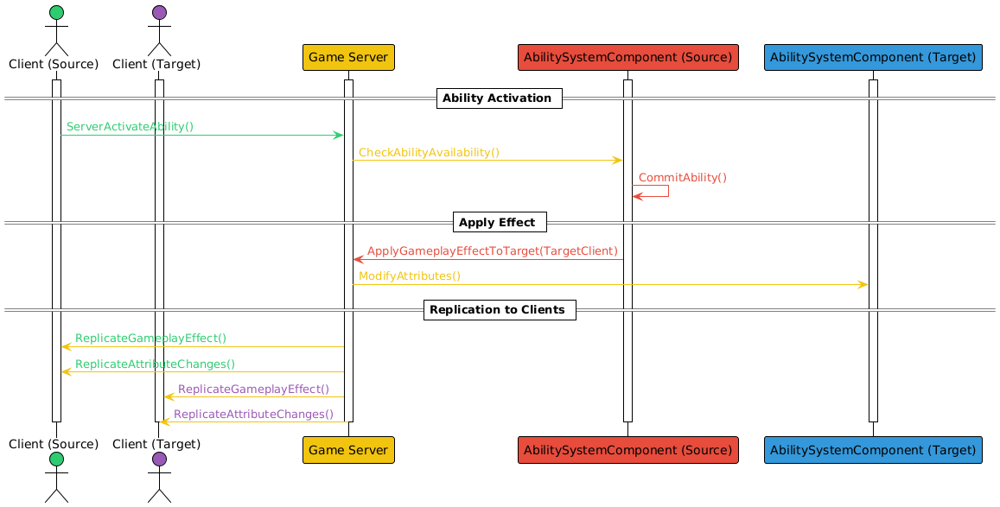 Client (Source)
Client (Target)
Game Server
AbilitySystemComponent (Source)
AbilitySystemComponent (Target)
Ability Activation
ServerActivateAbility()
CheckAbilityAvailability()
CommitAbility()
Apply Effect
ApplyGameplayEffectToTarget(TargetClient)
ModifyAttributes()
Replication to Clients
ReplicateGameplayEffect()
ReplicateAttributeChanges()
ReplicateGameplayEffect()
ReplicateAttributeChanges()
Client (Source)
Client (Target)
Game Server
AbilitySystemComponent (Source)
AbilitySystemComponent (Target)